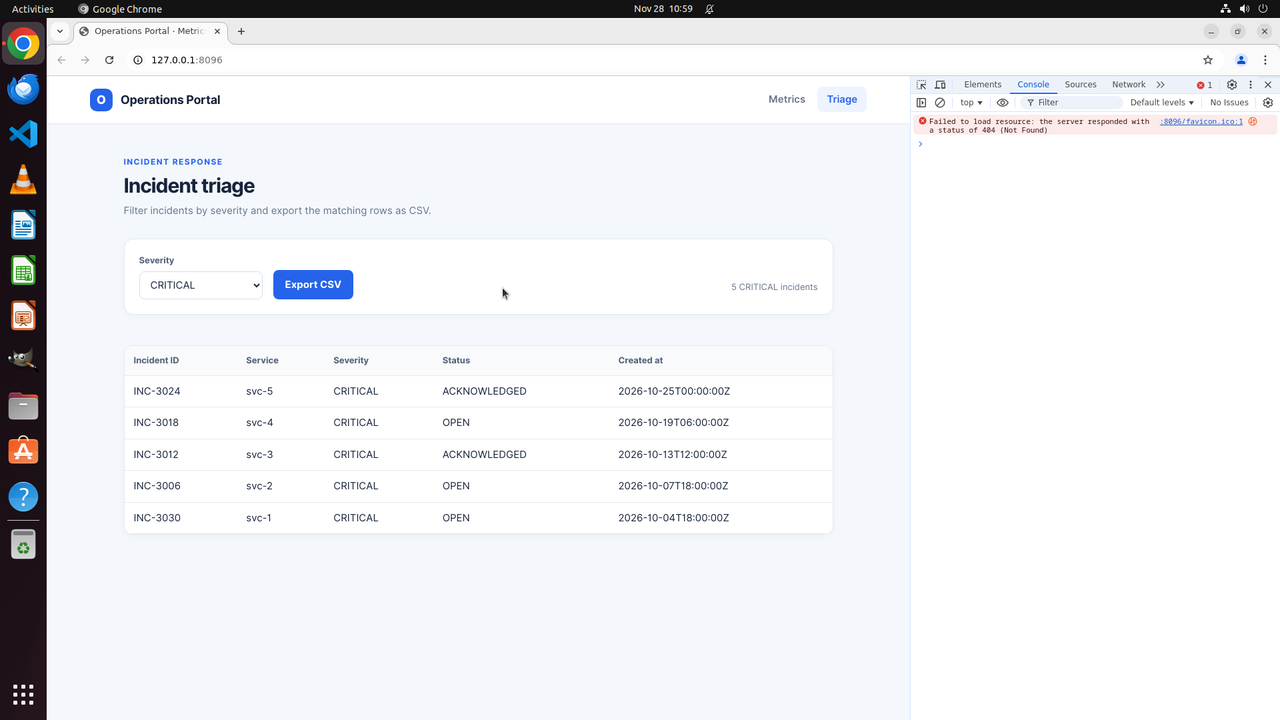 Activities
Google Chrome
Nov 28 10:59
Operations Portal · Metric
127.0.0.1:8096
O
Operations Portal
Metrics
Triage
INCIDENT RESPONSE
Incident triage
Filter incidents by severity and export the matching rows as CSV.
Severity
CRITICAL
Export CSV
5 CRITICAL incidents
Incident ID Service Severity Status Created at
INC-3024 svc-5 CRITICAL ACKNOWLEDGED 2026-10-25T00:00:00Z
INC-3018 svc-4 CRITICAL OPEN 2026-10-19T06:00:00Z
INC-3012 svc-3 CRITICAL ACKNOWLEDGED 2026-10-13T12:00:00Z
INC-3006 svc-2 CRITICAL OPEN 2026-10-07T18:00:00Z
INC-3030 svc-1 CRITICAL OPEN 2026-10-04T18:00:00Z
Elements Console Sources Network 1
top Filter Default levels No Issues
Failed to load resource: the server responded with :8096/favicon.ico:1
a status of 404 (Not Found)